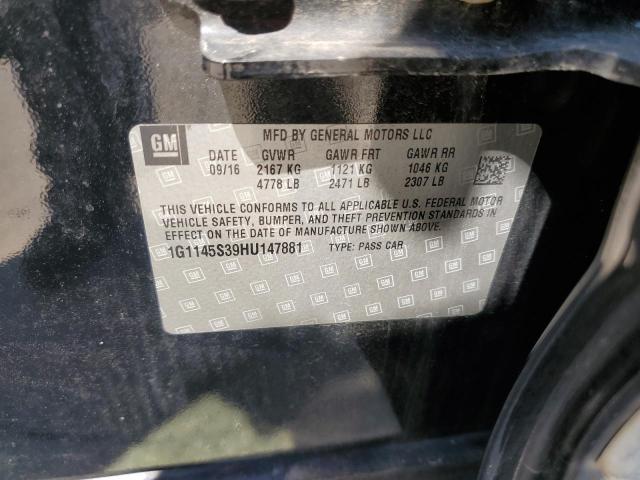 GM
MFD BY GENERAL MOTORS LLC
DATE GVWR GAWR FRT GAWR RR
09/16 2167 KG 1121 KG 1046 KG
4778 LB 2471 LB 2307 LB
THIS VEHICLE CONFORMS TO ALL APPLICABLE U.S. FEDERAL MOTOR
VEHICLE SAFETY, BUMPER, AND THEFT PREVENTION STANDARDS IN
EFFECT ON THE DATE OF MANUFACTURE SHOWN ABOVE.
1G1145S39HU147881 TYPE: PASS CAR